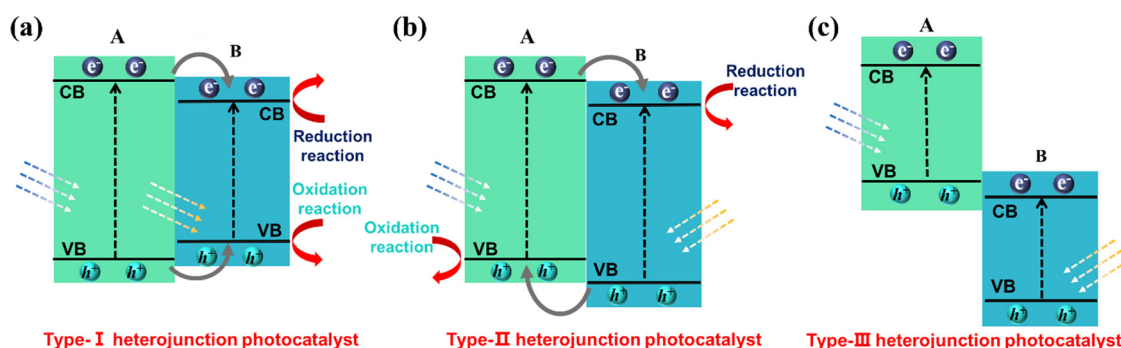 (a)
A
B
e⁻ e⁻
e⁻ e⁻
CB
CB
Reduction
reaction
Oxidation
reaction
VB
VB
h⁺ h⁺
h⁺ h⁺
Type-Ⅰ heterojunction photocatalyst
(b)
A
B
e⁻ e⁻
e⁻ e⁻
CB
CB
Reduction
reaction
Oxidation
reaction
VB
VB
h⁺ h⁺
h⁺ h⁺
Type-Ⅱ heterojunction photocatalyst
(c)
A
e⁻ e⁻
CB
VB
h⁺ h⁺
B
e⁻ e⁻
CB
VB
h⁺ h⁺
Type-Ⅲ heterojunction photocatalyst